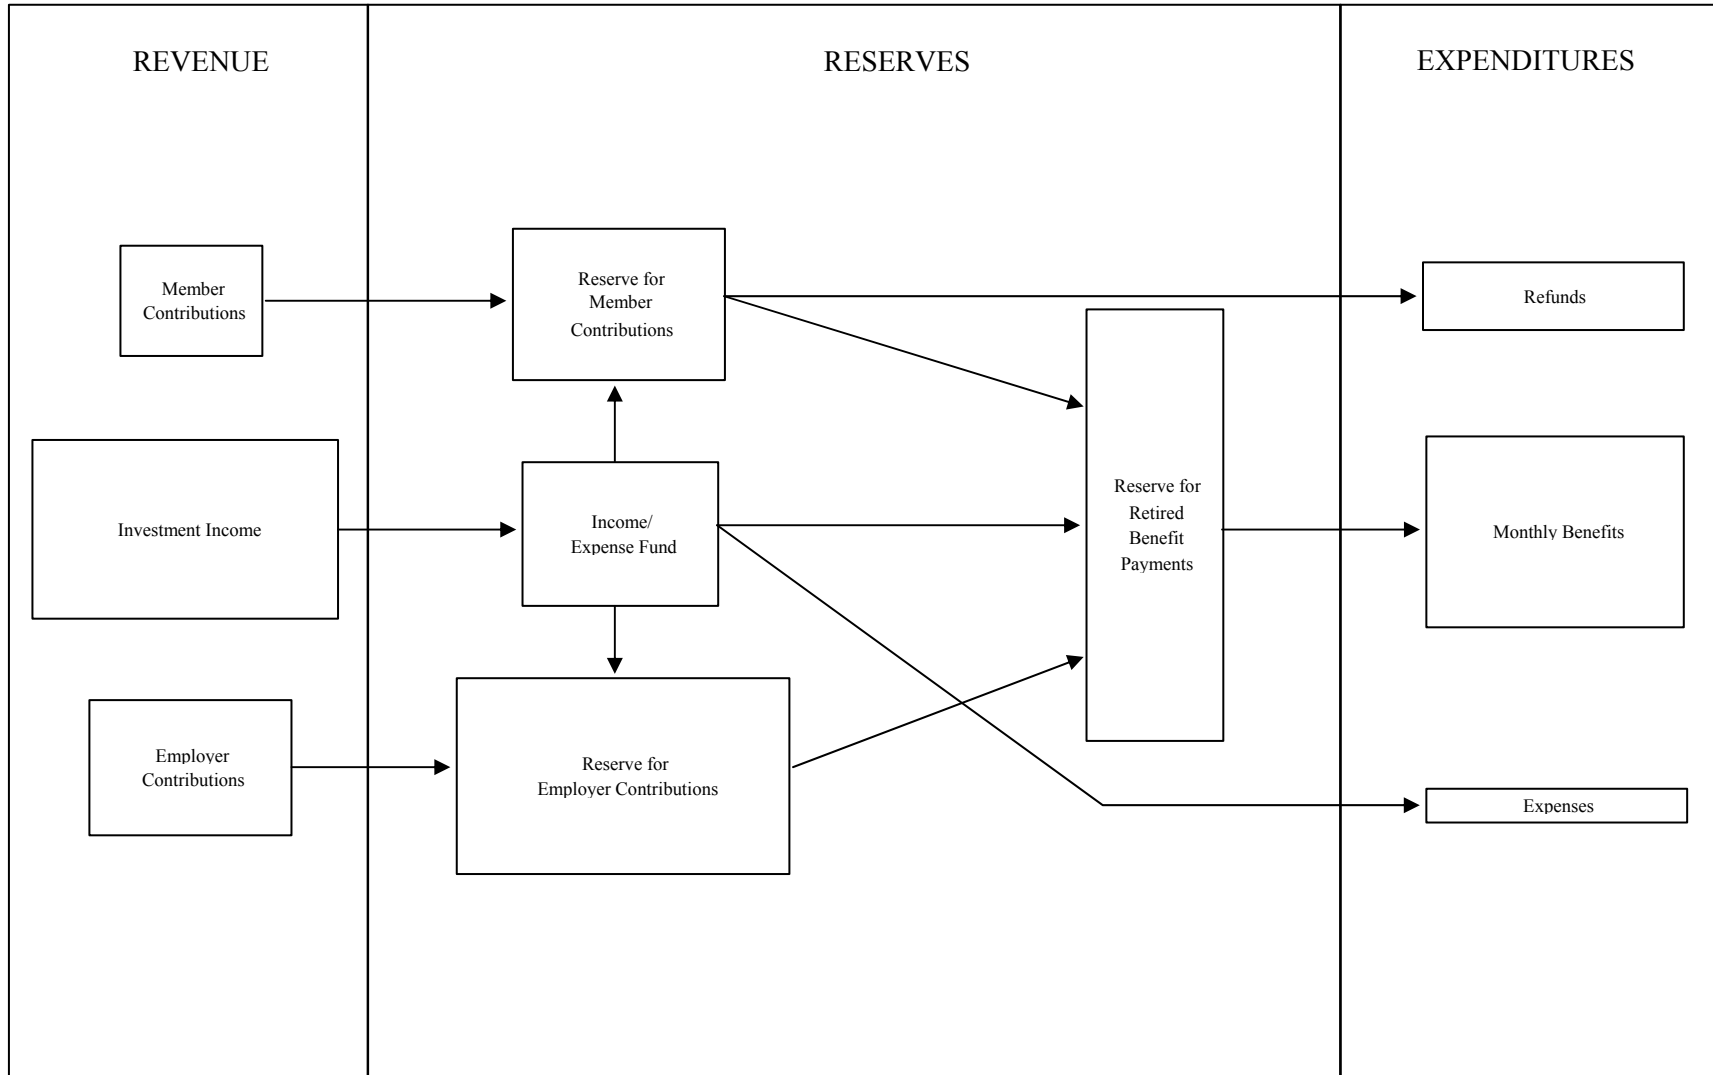 REVENUE
RESERVES
EXPENDITURES
Member
Contributions
Reserve for
Member
Contributions
Refunds
Investment Income
Income/
Expense Fund
Reserve for
Retired
Benefit
Payments
Monthly Benefits
Employer
Contributions
Reserve for
Employer Contributions
Expenses